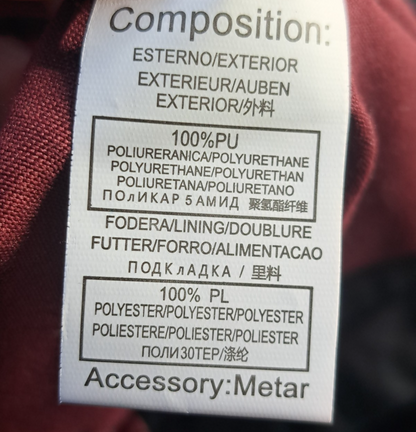 Composition:
ESTERNO/EXTERIOR
EXTERIEUR/AUBEN
EXTERIOR/外料
100%PU
POLIURERANICA/POLYURETHANE
POLYURETHANE/POLYURETHAN
POLIURETANA/POLIURETANO
ПОлИКАР 5 АМИД 聚氢酯纤维
FODERA/LINING/DOUBLURE
FUTTER/FORRO/ALIMENTACAO
ПОДКлАДКА / 里料
100% PL
POLYESTER/POLYESTER/POLYESTER
POLIESTERE/POLIESTER/POLIESTER
ПОЛИ30ТЕР/涤纶
Accessory:Metar